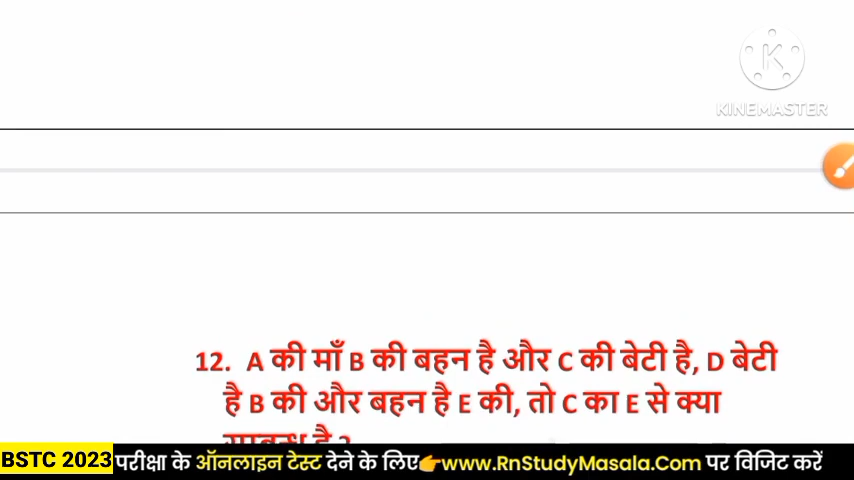 K
KINEMASTER
12. A की माँ B की बहन है और C की बेटी है, D बेटी
है B की और बहन है E की, तो C का E से क्या
BSTC 2023 परीक्षा के ऑनलाइन टेस्ट देने के लिए👉www.RnStudyMasala.Com पर विजिट करें